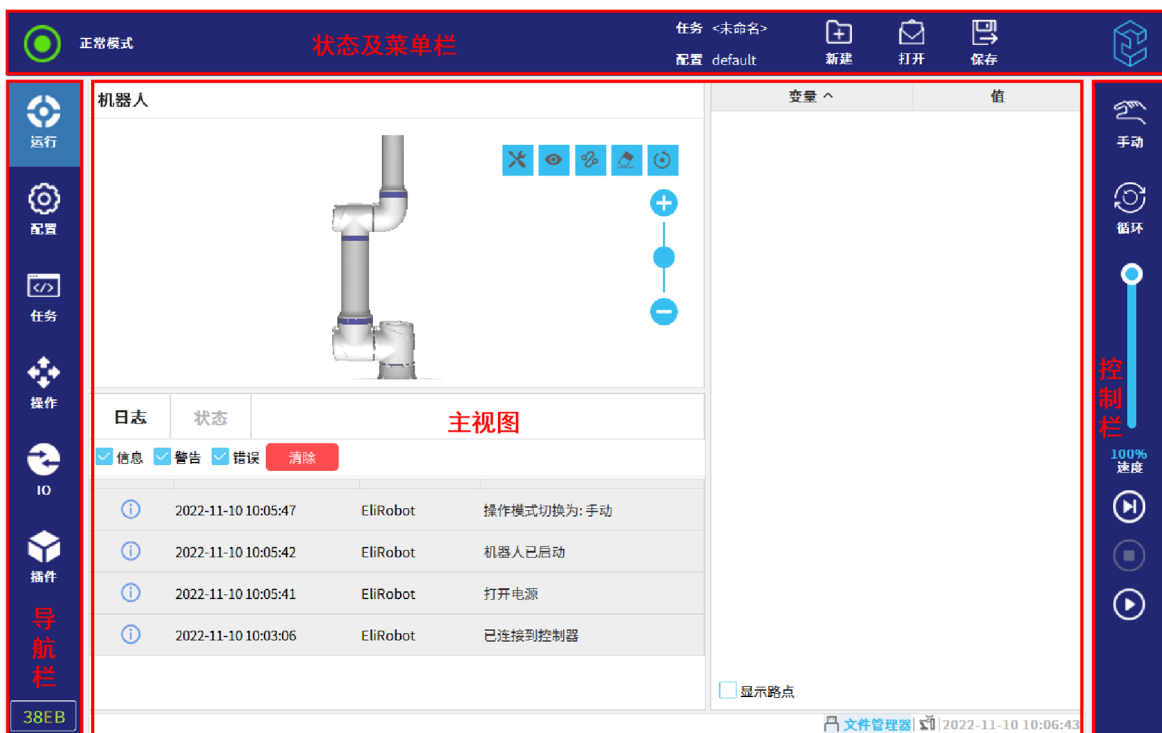 正常模式
状态及菜单栏
任务 <未命名>
配置 default
新建
打开
保存
运行
配置
任务
操作
IO
插件
导航栏
38EB
机器人
日志
状态
主视图
信息 警告 错误 清除
2022-11-10 10:05:47 EliRobot 操作模式切换为: 手动
2022-11-10 10:05:42 EliRobot 机器人已启动
2022-11-10 10:05:41 EliRobot 打开电源
2022-11-10 10:03:06 EliRobot 已连接到控制器
变量 值
显示路点
文件管理器 2022-11-10 10:06:43
手动
循环
控制栏
100%
速度